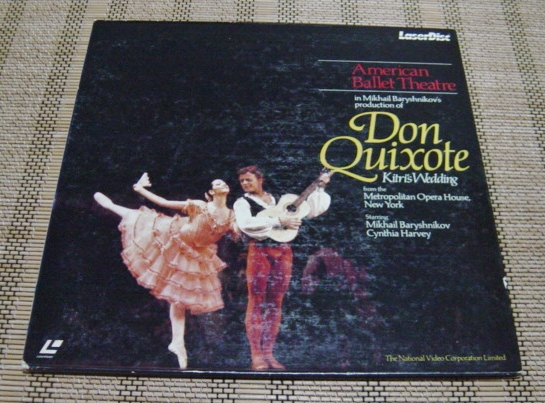 LaserDisc
American
Ballet Theatre
in Mikhail Baryshnikov's
production of
Don
Quixote
Kitri's Wedding
from the
Metropolitan Opera House,
New York
Starring
Mikhail Baryshnikov
Cynthia Harvey
The National Video Corporation Limited